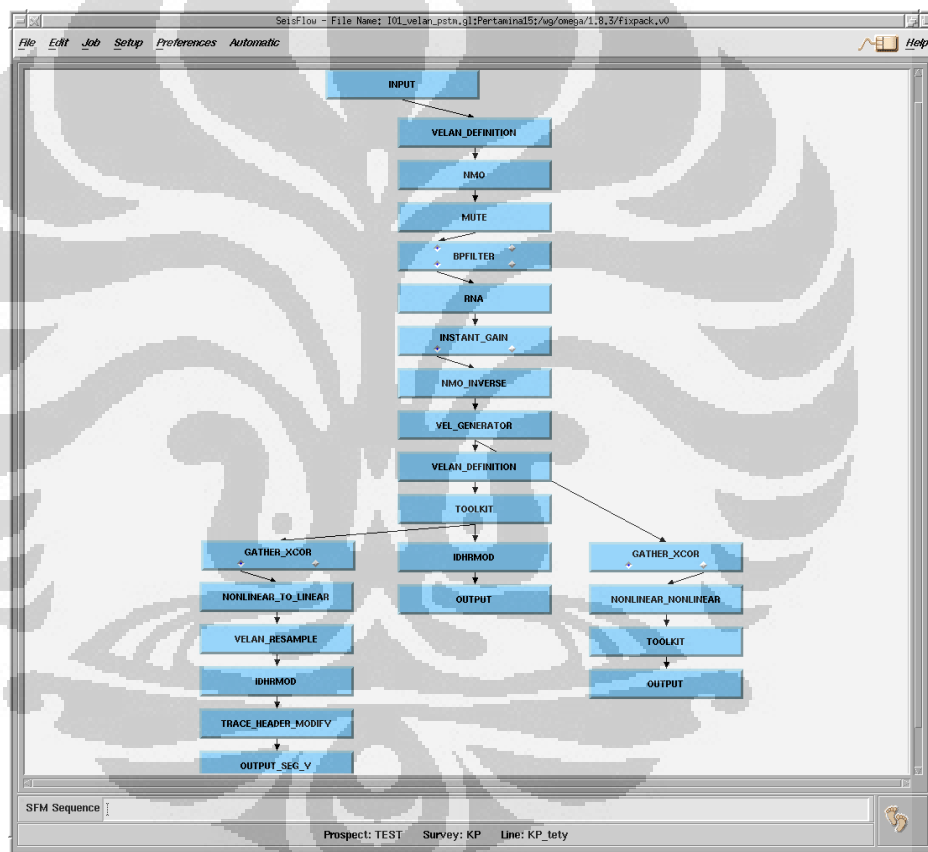 SeisFlow - File Name: I01_velan_pstm.gl:Pertamina15:/wg/omega/1.8.3/fixpack.v0
File Edit Job Setup Preferences Automatic Help
INPUT
VELAN_DEFINITION
NMO
MUTE
BPFILTER
RNA
INSTANT_GAIN
NMO_INVERSE
VEL_GENERATOR
VELAN_DEFINITION
TOOLKIT
GATHER_XCOR
IDHRMOD
GATHER_XCOR
NONLINEAR_TO_LINEAR
OUTPUT
NONLINEAR_NONLINEAR
VELAN_RESAMPLE
TOOLKIT
IDHRMOD
OUTPUT
TRACE_HEADER_MODIFY
OUTPUT_SEG_Y
SFM Sequence
Prospect: TEST Survey: KP Line: KP_tety